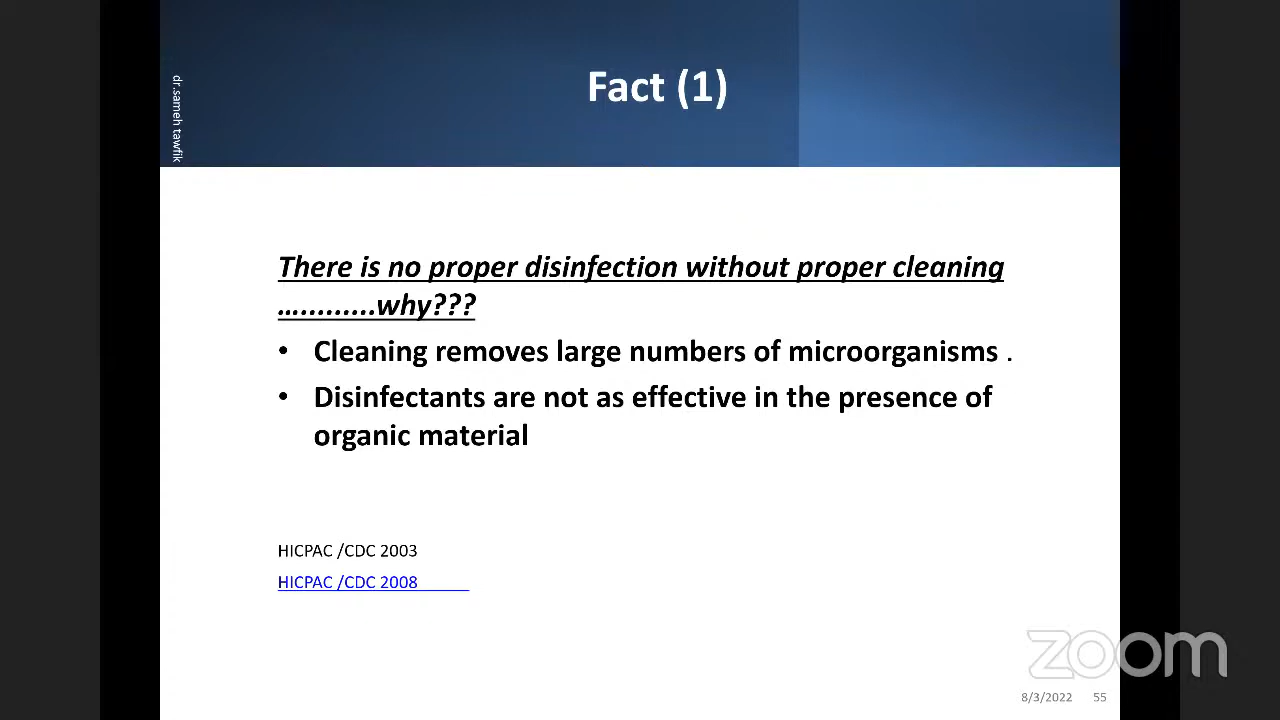 Fact (1)
dr.sameh tawfik
There is no proper disinfection without proper cleaning
...........why???
• Cleaning removes large numbers of microorganisms .
• Disinfectants are not as effective in the presence of
organic material
HICPAC /CDC 2003
HICPAC /CDC 2008
zoom
8/3/2022 55